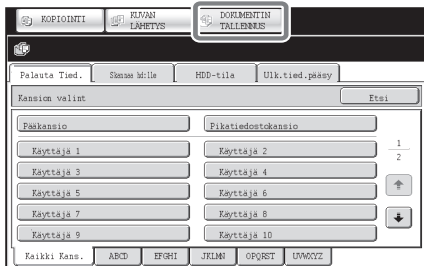 KOPIOINTI
KUVAN
LÄHETYS
DOKUMENTIN
TALLENNUS
Palauta Tied. Skannaa hd:lle HDD-tila Ulk.tied.pääsy
Kansion valint Etsi
Pääkansio Pikatiedostokansio
Käyttäjä 1 Käyttäjä 2
Käyttäjä 3 Käyttäjä 4
Käyttäjä 5 Käyttäjä 6
Käyttäjä 7 Käyttäjä 8
Käyttäjä 9 Käyttäjä 10
1
2
Kaikki Kans. ABCD EFGHI JKLMN OPQRST UVWXYZ